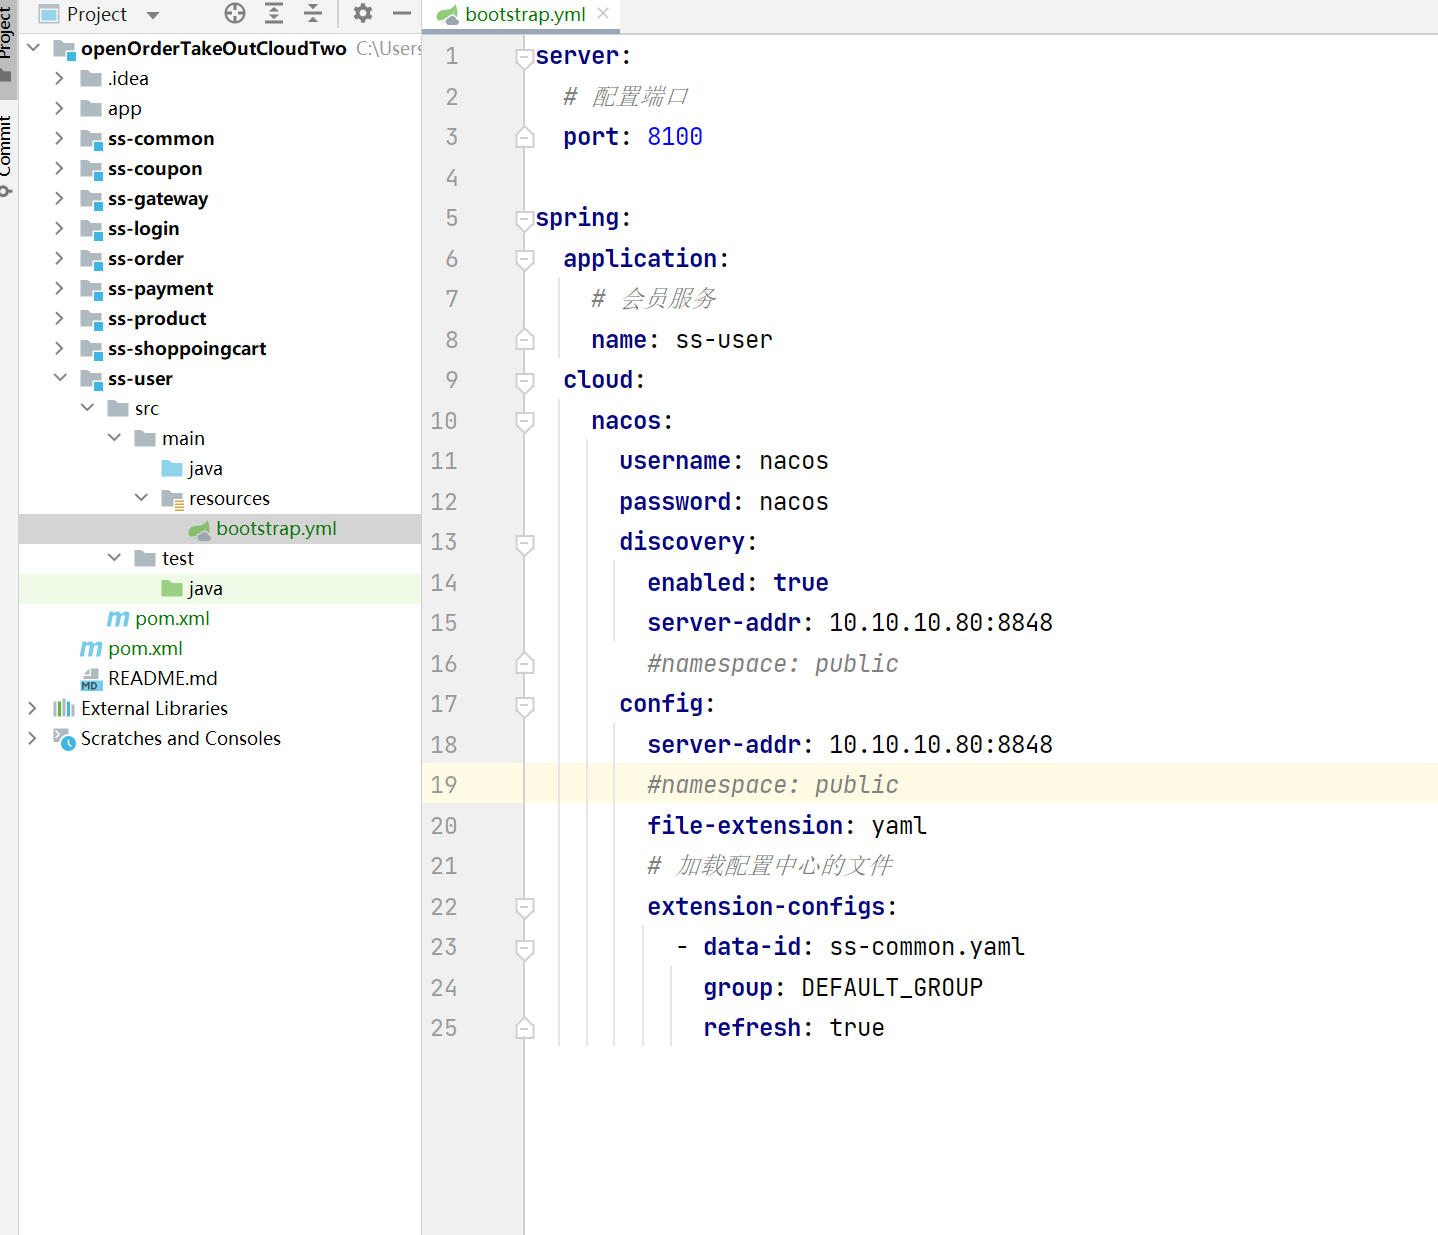 Project
bootstrap.yml
Project
Commit
openOrderTakeOutCloudTwo C:\Users
.idea
app
ss-common
ss-coupon
ss-gateway
ss-login
ss-order
ss-payment
ss-product
ss-shoppoingcart
ss-user
src
main
java
resources
bootstrap.yml
test
java
pom.xml
pom.xml
README.md
External Libraries
Scratches and Consoles
1 server:
2 # 配置端口
3 port: 8100
4
5 spring:
6 application:
7 # 会员服务
8 name: ss-user
9 cloud:
10 nacos:
11 username: nacos
12 password: nacos
13 discovery:
14 enabled: true
15 server-addr: 10.10.10.80:8848
16 #namespace: public
17 config:
18 server-addr: 10.10.10.80:8848
19 #namespace: public
20 file-extension: yaml
21 # 加载配置中心的文件
22 extension-configs:
23 - data-id: ss-common.yaml
24 group: DEFAULT_GROUP
25 refresh: true